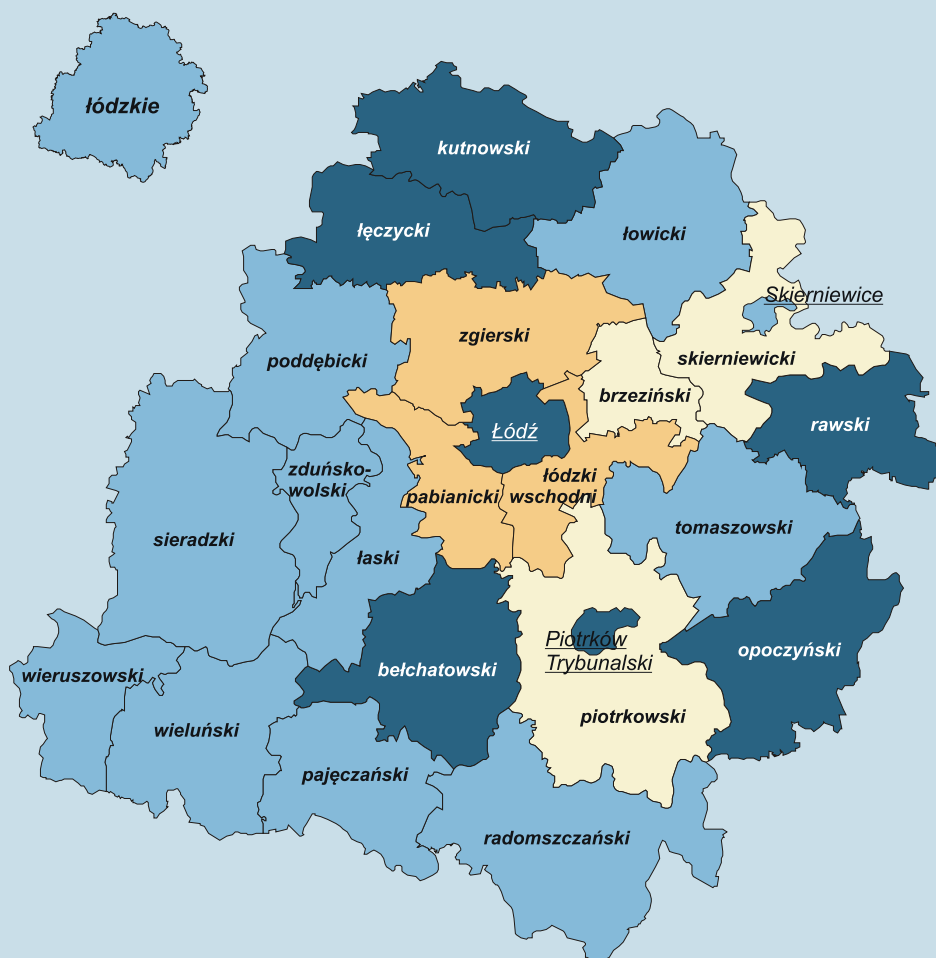 łódzkie
kutnowski
łęczycki
łowicki
Skierniewice
zgierski
skierniewicki
poddębicki
brzeziński
rawski
Łódź
zduńsko-
wolski
łódzki
wschodni
pabianicki
tomaszowski
sieradzki
łaski
Piotrków
Trybunalski
opoczyński
wieruszowski
bełchatowski
piotrkowski
wieluński
pajęczański
radomszczański